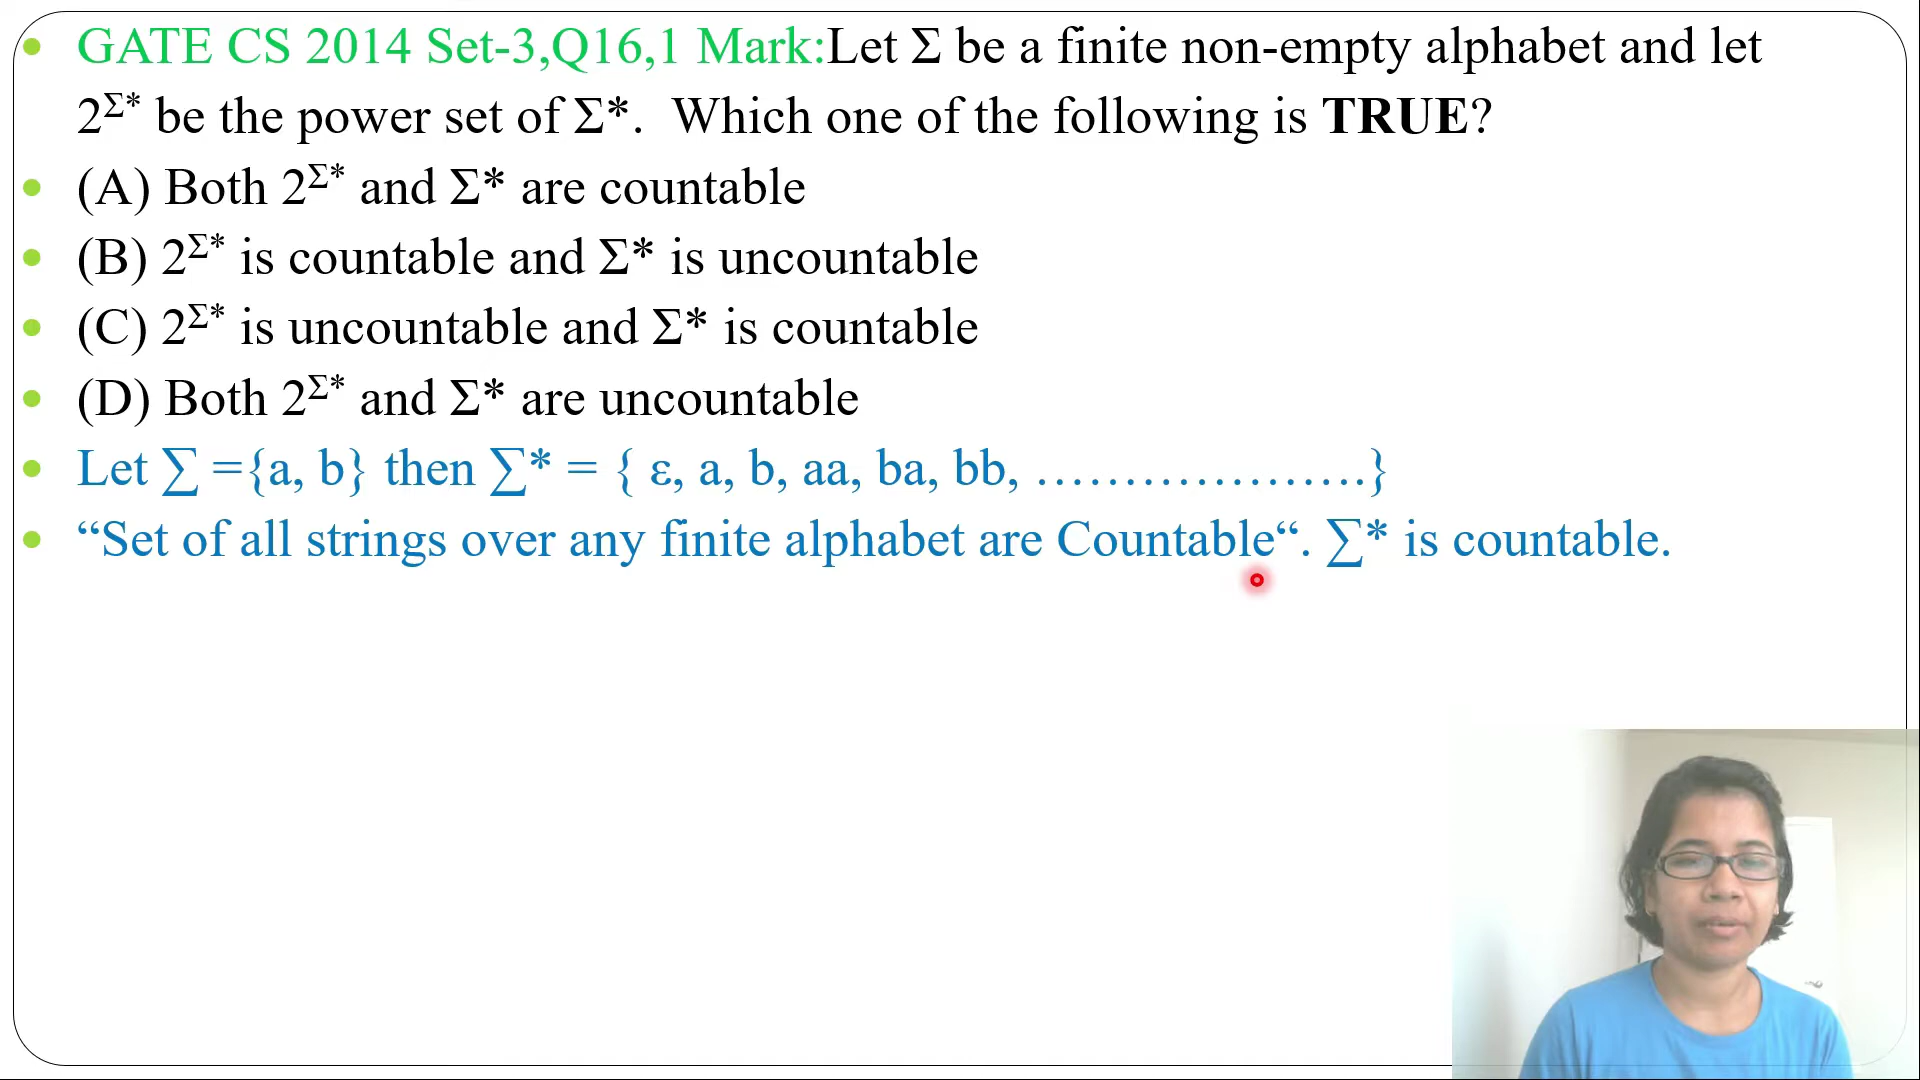 GATE CS 2014 Set-3,Q16,1 Mark:Let Σ be a finite non-empty alphabet and let
2^Σ* be the power set of Σ*. Which one of the following is TRUE?
(A) Both 2^Σ* and Σ* are countable
(B) 2^Σ* is countable and Σ* is uncountable
(C) 2^Σ* is uncountable and Σ* is countable
(D) Both 2^Σ* and Σ* are uncountable
Let ∑ ={a, b} then ∑* = { ε, a, b, aa, ba, bb, ………………….}
“Set of all strings over any finite alphabet are Countable“. ∑* is countable.